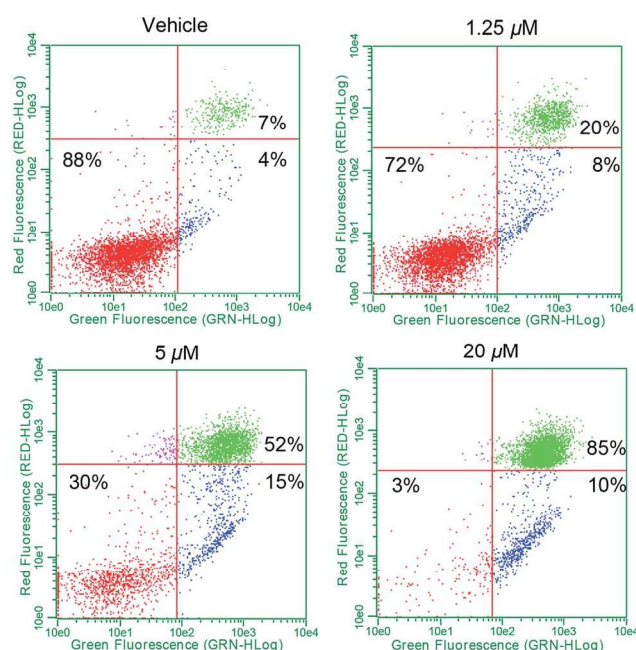 Vehicle
10e4
10e3
10e2
10e1
10e0
Red Fluorescence (RED-HLog)
7%
88%
4%
10e0 10e1 10e2 10e3 10e4
Green Fluorescence (GRN-HLog)
1.25 µM
10e4
10e3
10e2
10e1
10e0
Red Fluorescence (RED-HLog)
20%
72%
8%
10e0 10e1 10e2 10e3 10e4
Green Fluorescence (GRN-HLog)
5 µM
10e4
10e3
10e2
10e1
10e0
Red Fluorescence (RED-HLog)
52%
30%
15%
10e0 10e1 10e2 10e3 10e4
Green Fluorescence (GRN-HLog)
20 µM
10e4
10e3
10e2
10e1
10e0
Red Fluorescence (RED-HLog)
85%
3%
10%
10e0 10e1 10e2 10e3 10e4
Green Fluorescence (GRN-HLog)